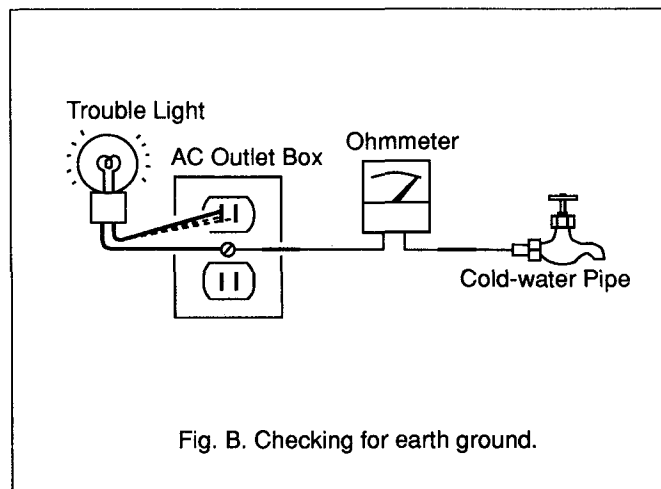 Trouble Light
AC Outlet Box
Ohmmeter
Cold-water Pipe
Fig. B. Checking for earth ground.